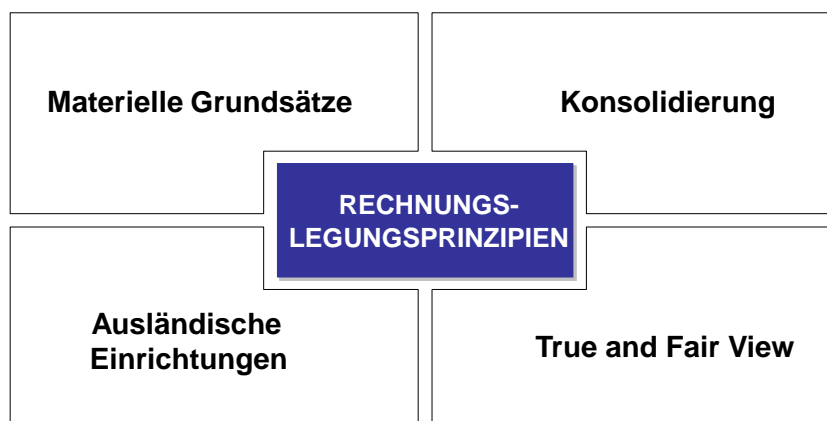 Materielle Grundsätze
Konsolidierung
RECHNUNGS-
LEGUNGSPRINZIPIEN
Ausländische
Einrichtungen
True and Fair View